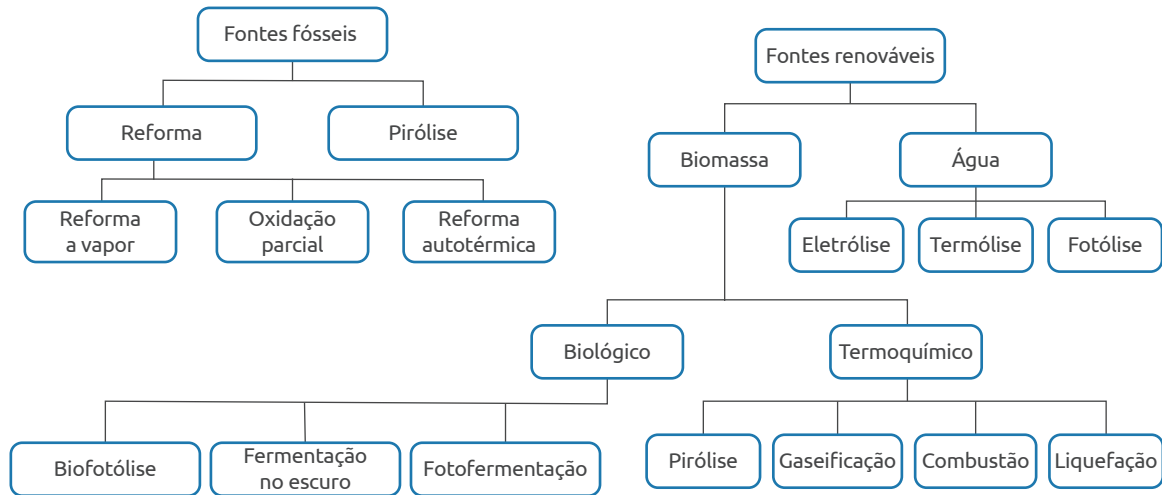 Fontes fósseis
Reforma
Pirólise
Reforma
a vapor
Oxidação
parcial
Reforma
autotérmica
Fontes renováveis
Biomassa
Água
Eletrólise
Termólise
Fotólise
Biológico
Termoquímico
Biofotólise
Fermentação
no escuro
Fotofermentação
Pirólise
Gaseificação
Combustão
Liquefação